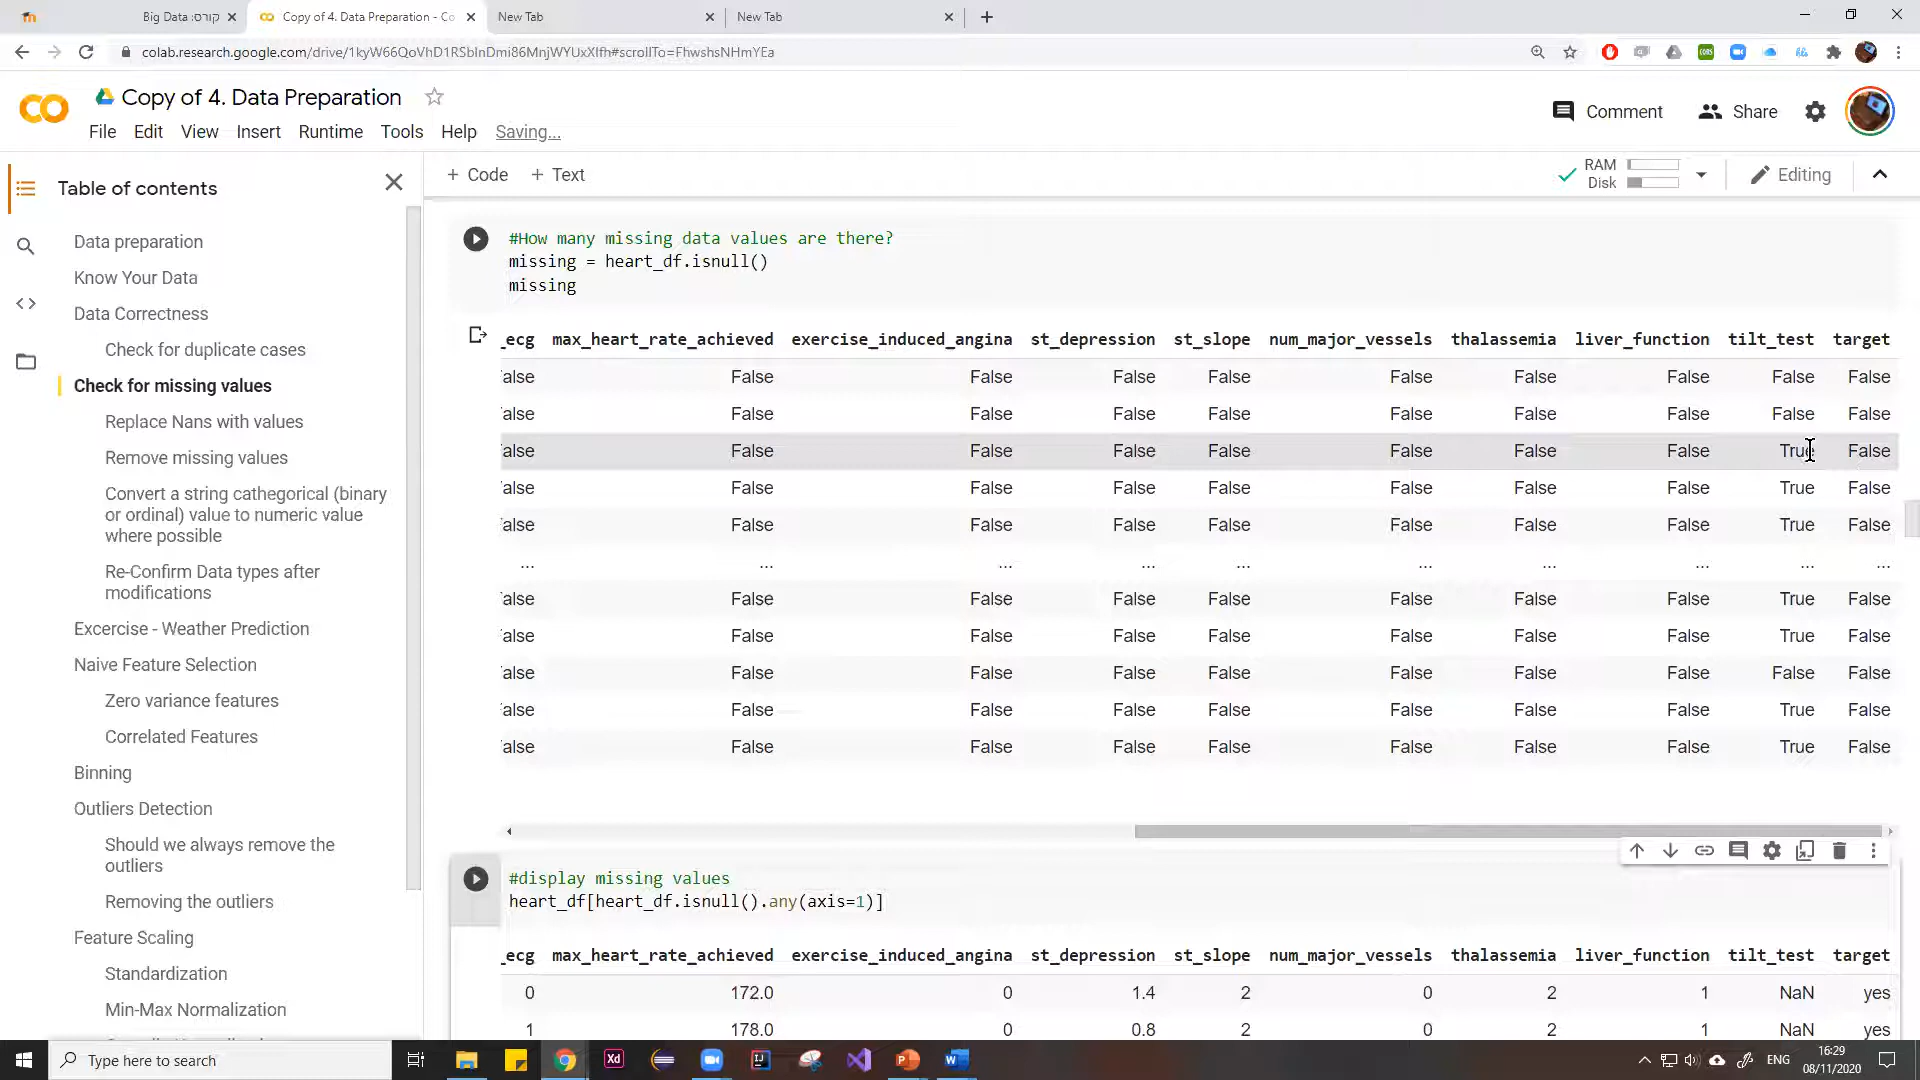 Big Data :קורס
Copy of 4. Data Preparation - Co
New Tab
New Tab
colab.research.google.com/drive/1kyW66QoVhD1RSbInDmi86MnjWYUxXIfh#scrollTo=FhwshsNHmYEa
Copy of 4. Data Preparation
File Edit View Insert Runtime Tools Help Saving...
Comment Share
Table of contents
Data preparation
Know Your Data
Data Correctness
Check for duplicate cases
Check for missing values
Replace Nans with values
Remove missing values
Convert a string cathegorical (binary
or ordinal) value to numeric value
where possible
Re-Confirm Data types after
modifications
Excercise - Weather Prediction
Naive Feature Selection
Zero variance features
Correlated Features
Binning
Outliers Detection
Should we always remove the
outliers
Removing the outliers
Feature Scaling
Standardization
Min-Max Normalization
+ Code + Text
RAM
Disk
Editing
#How many missing data values are there?
missing = heart_df.isnull()
missing
_ecg max_heart_rate_achieved exercise_induced_angina st_depression st_slope num_major_vessels thalassemia liver_function tilt_test target
alse False False False False False False False False False
alse False False False False False False False False False
alse False False False False False False False True False
alse False False False False False False False True False
alse False False False False False False False True False
... ... ... ... ... ... ... ... ... ...
alse False False False False False False False True False
alse False False False False False False False True False
alse False False False False False False False False False
alse False False False False False False False True False
alse False False False False False False False True False
#display missing values
heart_df[heart_df.isnull().any(axis=1)]
_ecg max_heart_rate_achieved exercise_induced_angina st_depression st_slope num_major_vessels thalassemia liver_function tilt_test target
0 172.0 0 1.4 2 0 2 1 NaN yes
1 178.0 0 0.8 2 0 2 1 NaN yes
Type here to search
Xd
IJ
ENG
16:29
08/11/2020